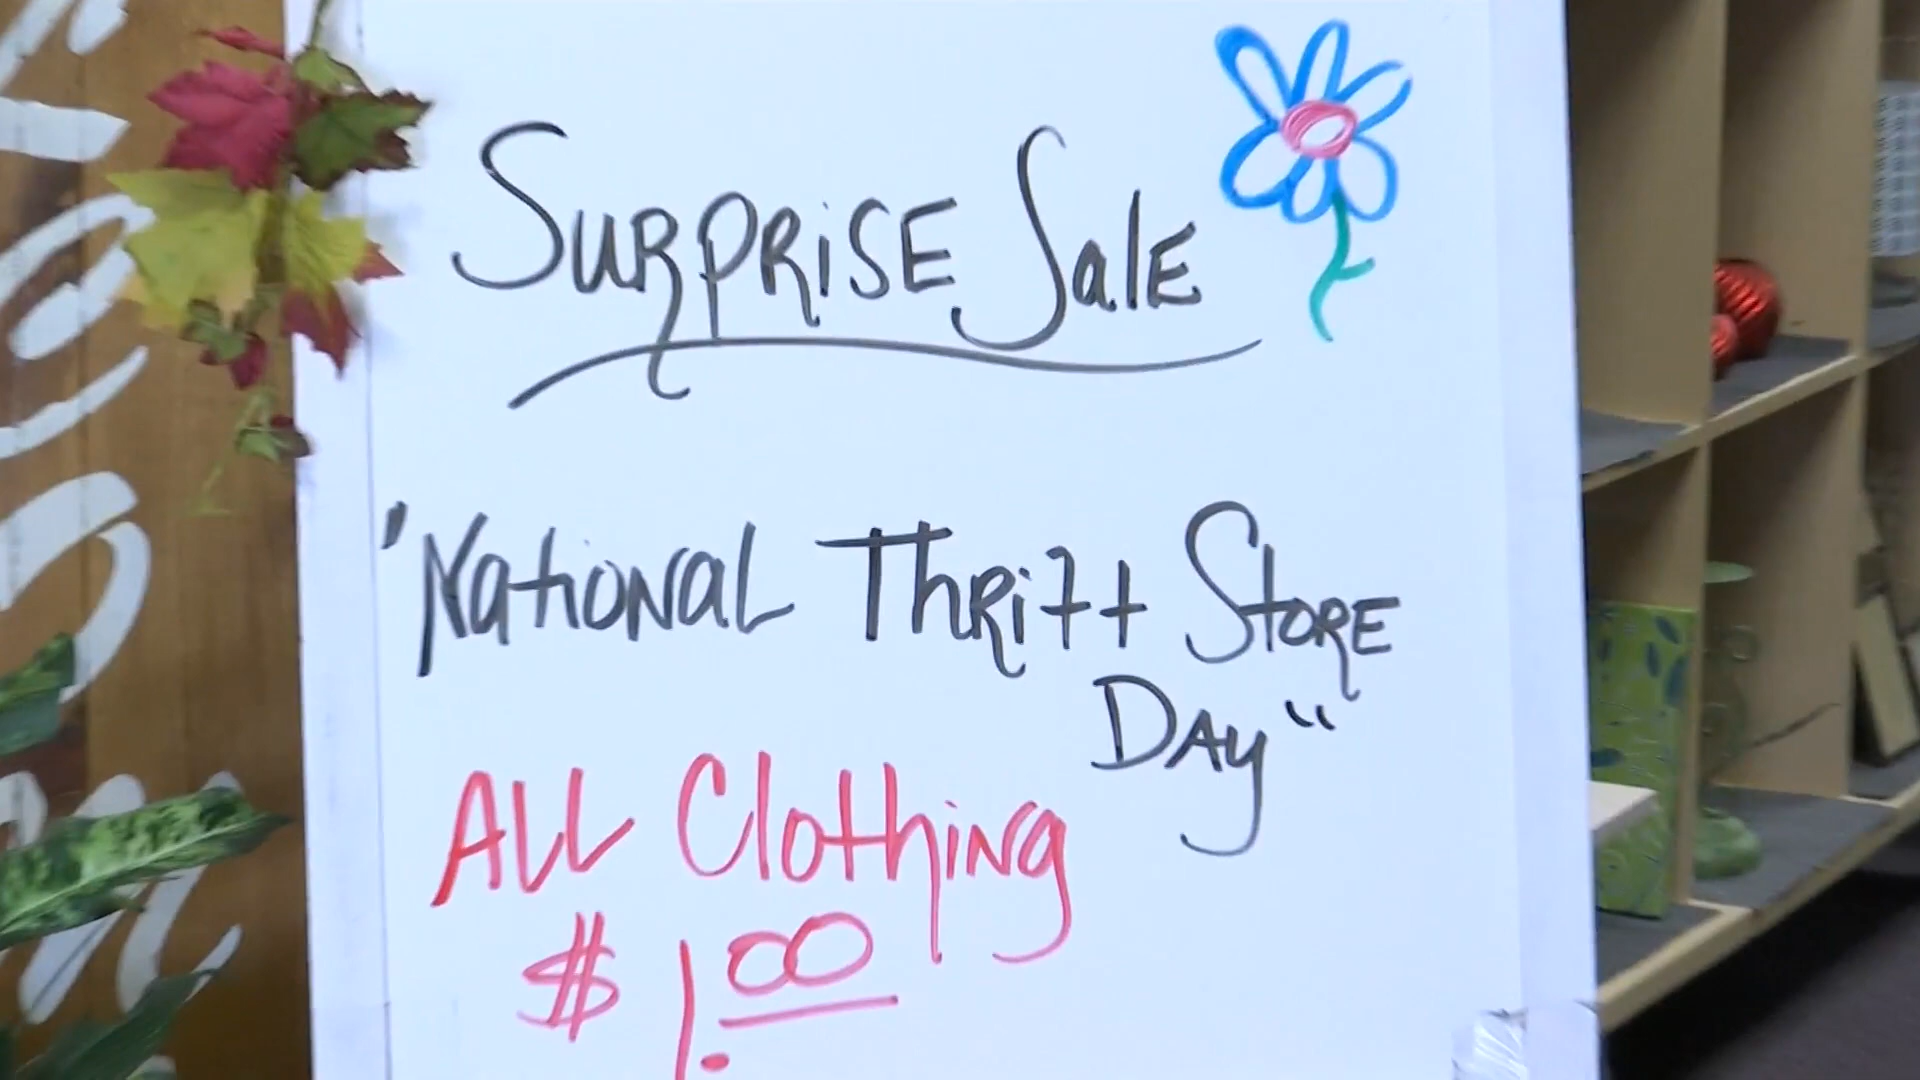 SURPRISE Sale
"National Thrift Store
Day"
All Clothing
$1.00